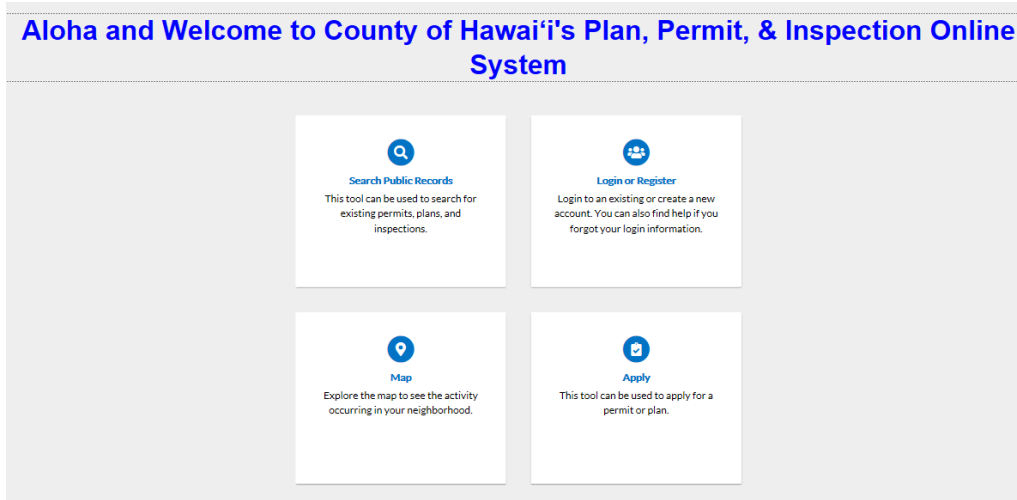 Aloha and Welcome to County of Hawaiʻi's Plan, Permit, & Inspection Online
System
Search Public Records
This tool can be used to search for
existing permits, plans, and
inspections.
Login or Register
Login to an existing or create a new
account. You can also find help if you
forgot your login information.
Map
Explore the map to see the activity
occurring in your neighborhood.
Apply
This tool can be used to apply for a
permit or plan.